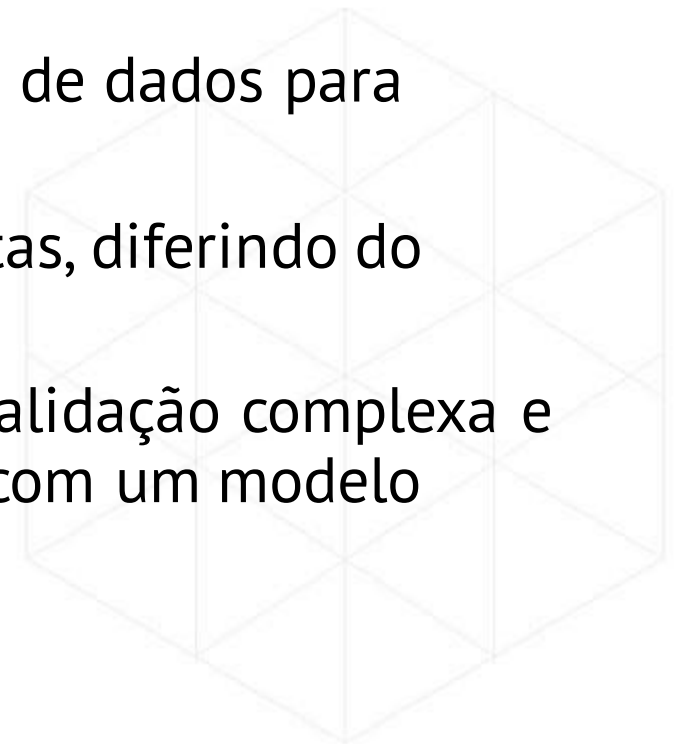 de dados para
tas, diferindo do
alidação complexa e
com um modelo